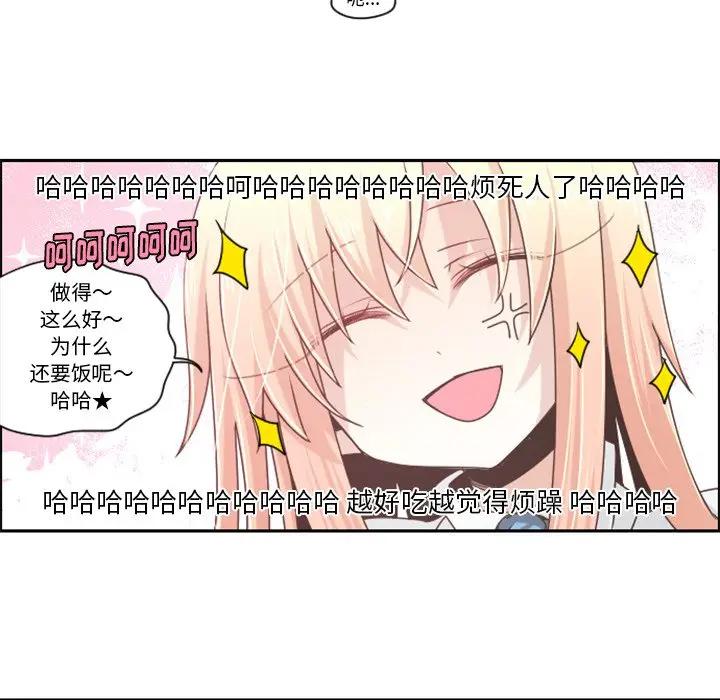 呢...
哈哈哈哈哈哈哈呵哈哈哈哈哈哈哈哈烦死人了哈哈哈哈
呵呵呵呵呵
做得～
这么好～
为什么
还要饭呢～
哈哈★
哈哈哈哈哈哈哈哈哈哈哈 越好吃越觉得烦躁 哈哈哈哈